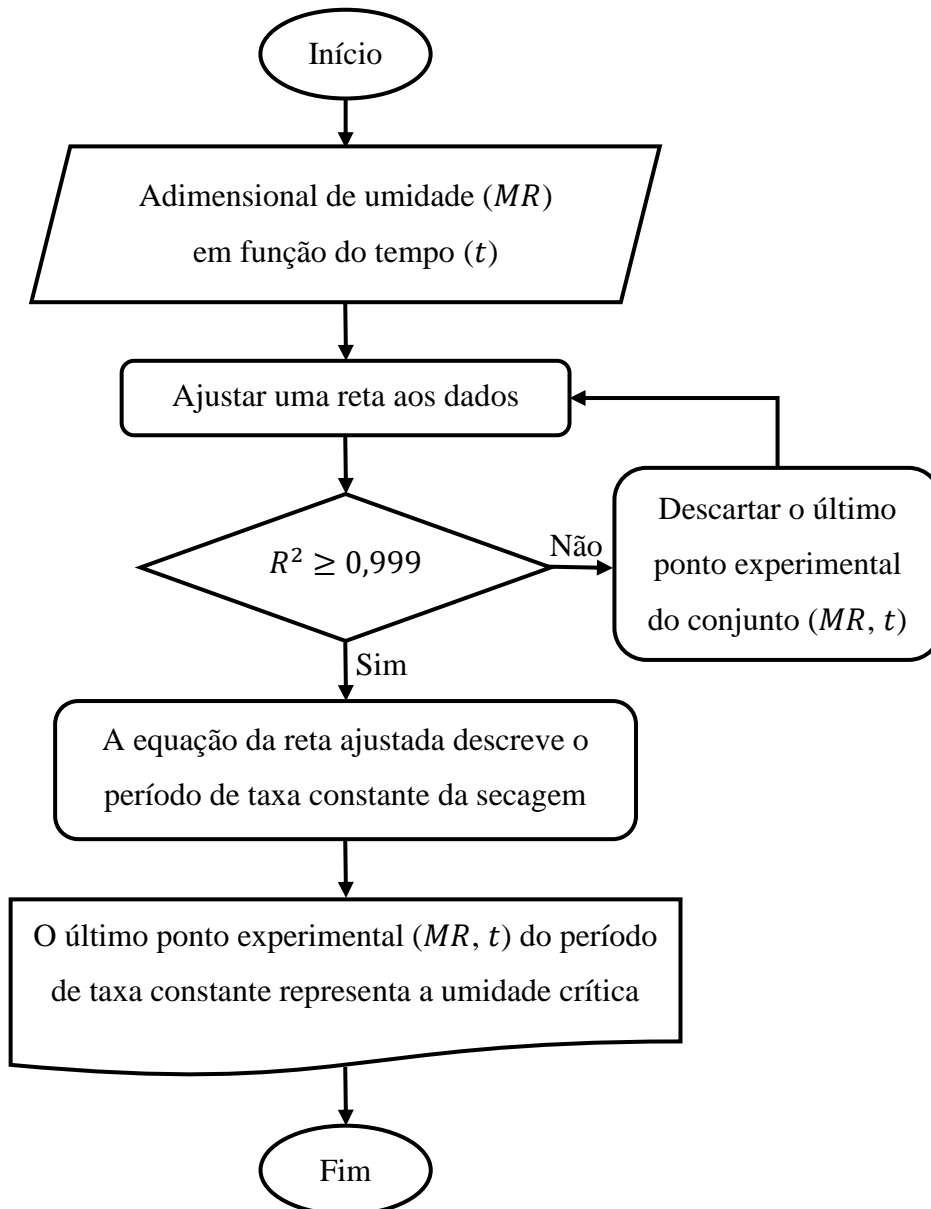 Início
Adimensional de umidade (MR)
em função do tempo (t)
Ajustar uma reta aos dados
R² ≥ 0,999
Não
Descartar o último
ponto experimental
do conjunto (MR, t)
Sim
A equação da reta ajustada descreve o
período de taxa constante da secagem
O último ponto experimental (MR, t) do período
de taxa constante representa a umidade crítica
Fim